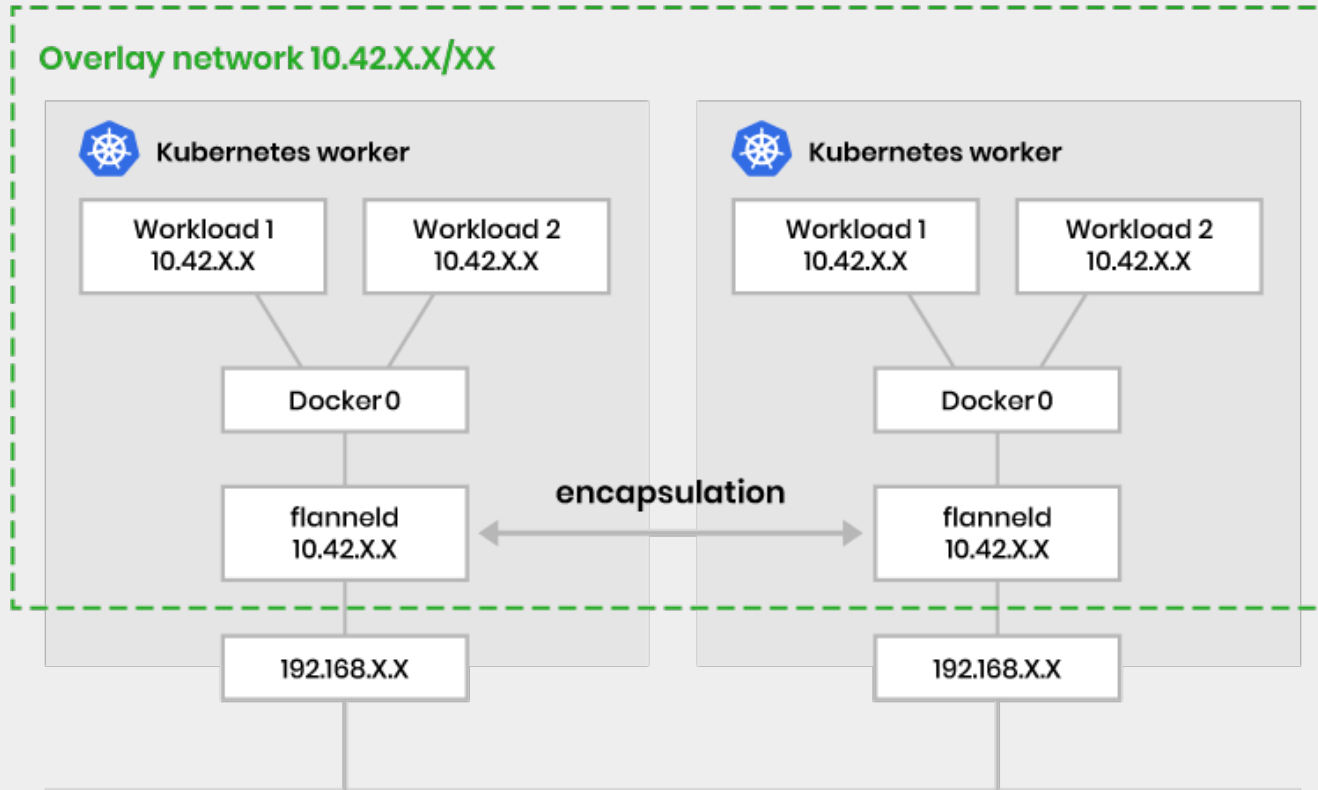 Overlay network 10.42.X.X/XX
Kubernetes worker
Workload 1
10.42.X.X
Workload 2
10.42.X.X
Docker0
flanneld
10.42.X.X
192.168.X.X
encapsulation
Kubernetes worker
Workload 1
10.42.X.X
Workload 2
10.42.X.X
Docker0
flanneld
10.42.X.X
192.168.X.X